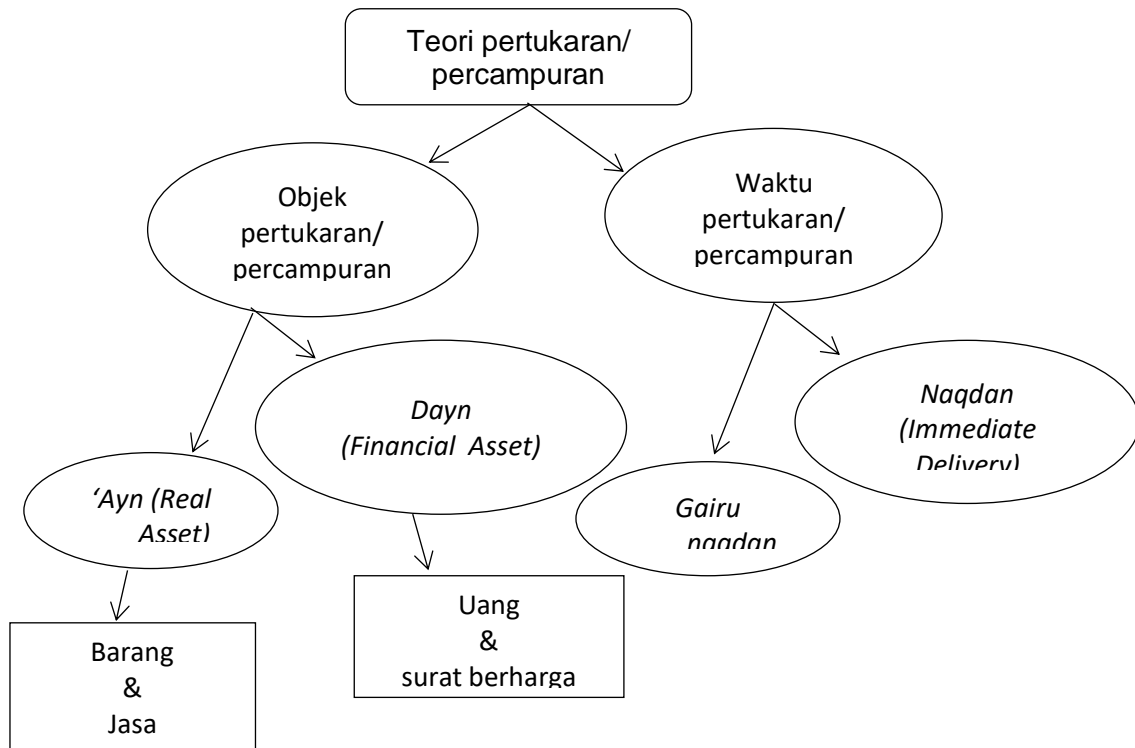 Teori pertukaran/
percampuran
Objek
pertukaran/
percampuran
Waktu
pertukaran/
percampuran
Dayn
(Financial Asset)
Naqdan
(Immediate
Delivery)
‘Ayn (Real
Asset)
Gairu
naqdan
Uang
&
surat berharga
Barang
&
Jasa